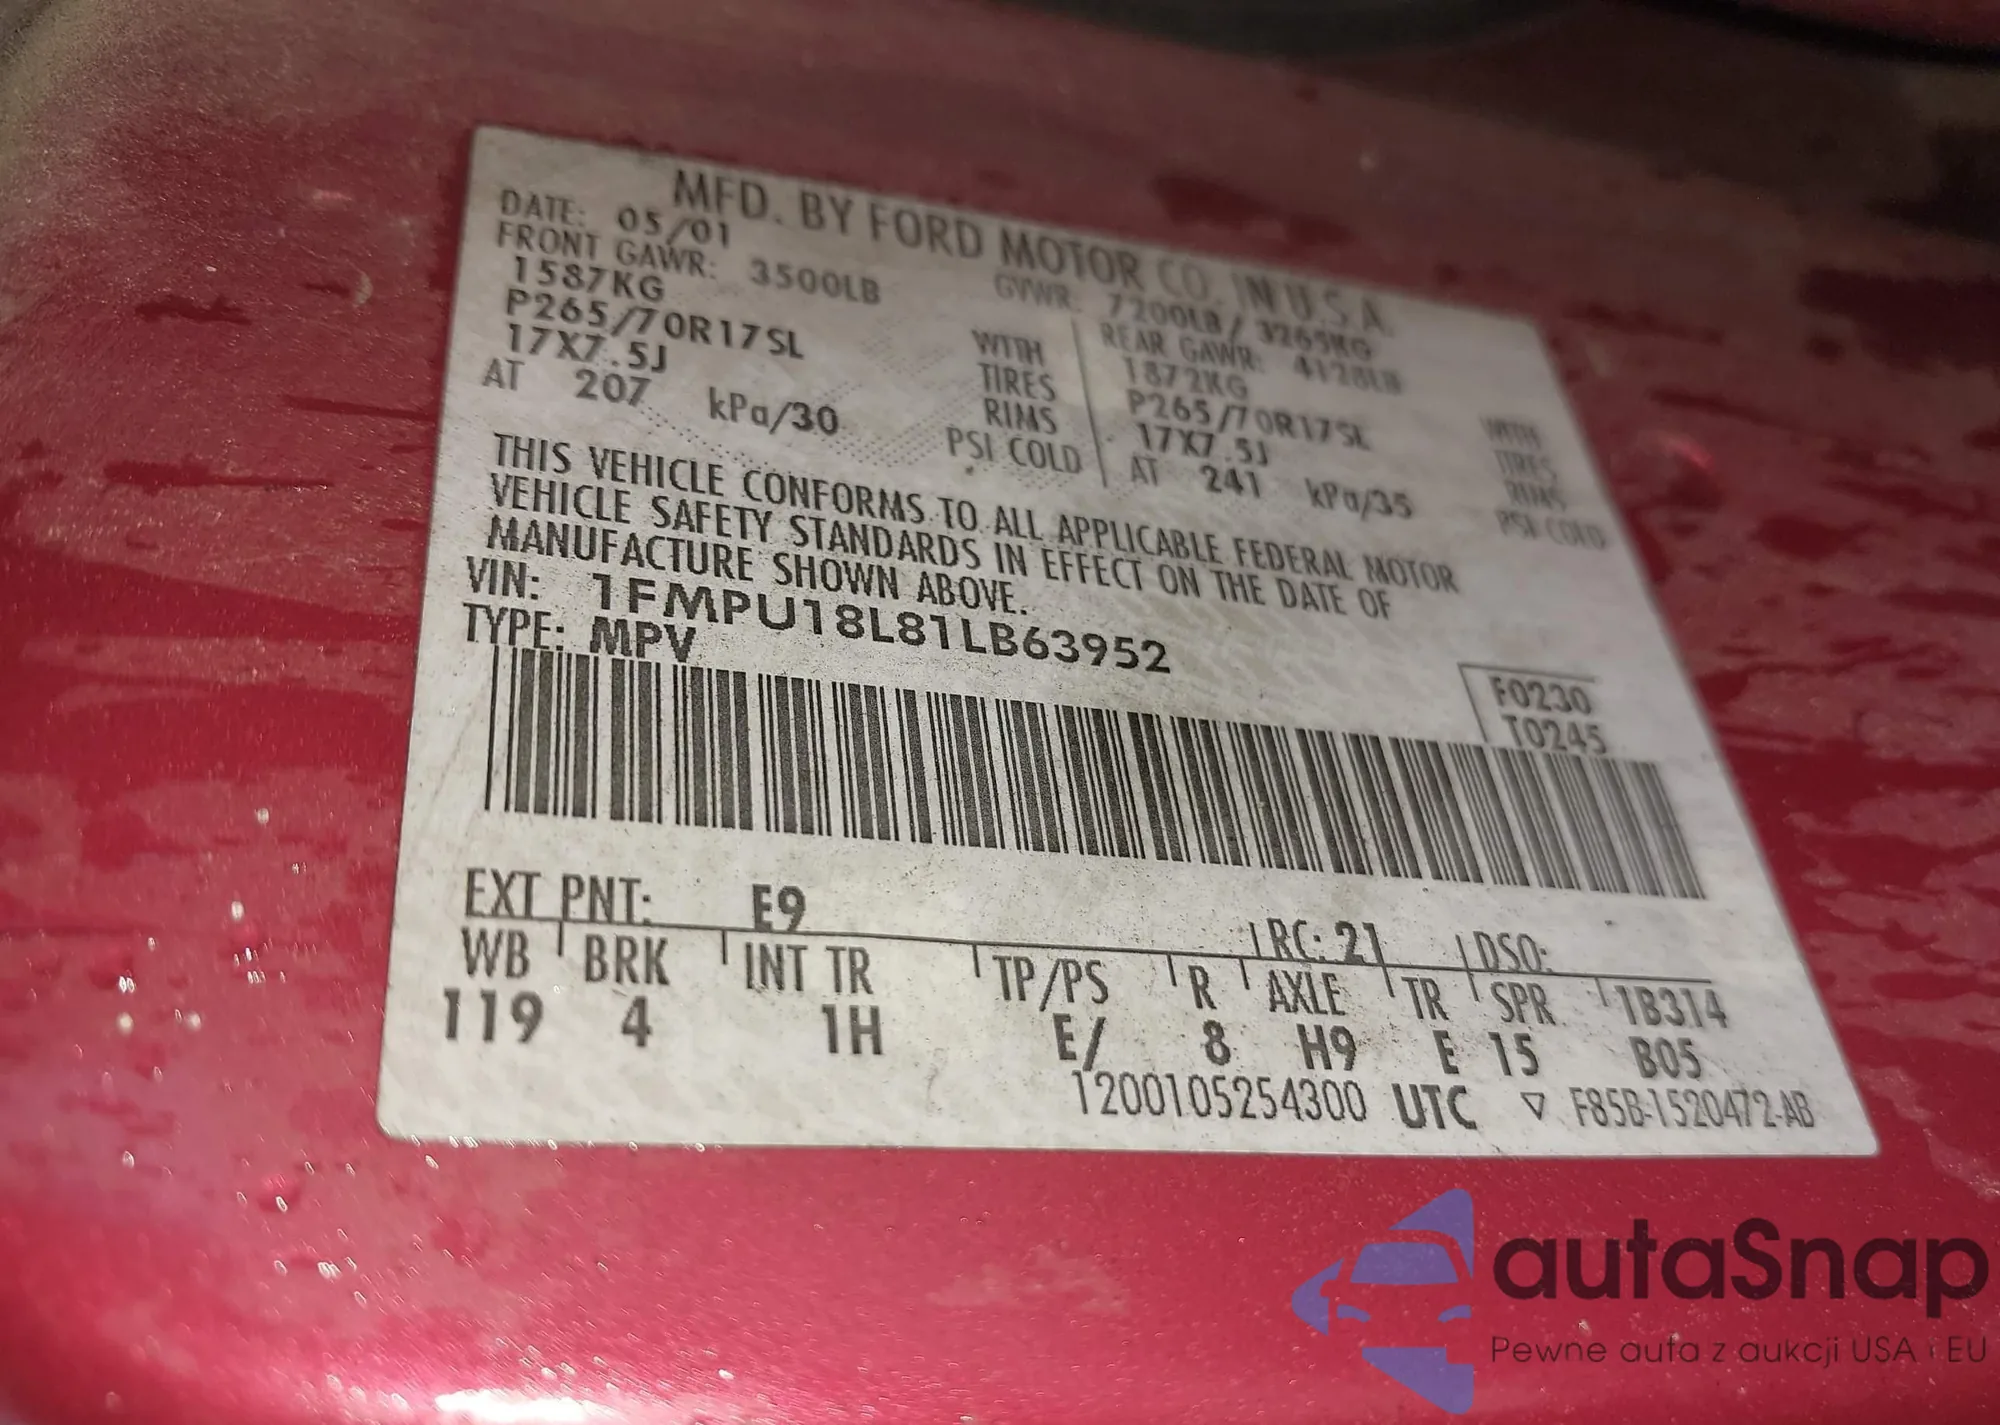 MFD. BY FORD MOTOR CO. IN U.S.A.
DATE: 05/01 GVWR: 7200LB / 3265KG
FRONT GAWR: 3500LB REAR GAWR: 4128LB
1587KG WITH 1872KG WITH
P265/70R17SL TIRES P265/70R17SL TIRES
17X7.5J RIMS 17X7.5J RIMS
AT 207 kPa/30 PSI COLD AT 241 kPa/35 PSI COLD
THIS VEHICLE CONFORMS TO ALL APPLICABLE FEDERAL MOTOR
VEHICLE SAFETY STANDARDS IN EFFECT ON THE DATE OF
MANUFACTURE SHOWN ABOVE.
VIN: 1FMPU18L81LB63952
TYPE: MPV
F0230
T0245
EXT PNT: E9 RC: 21 DSO:
WB BRK INT TR TP/PS R AXLE TR SPR 1B314
119 4 1H E/ 8 H9 E 15 B05
1200105254300 UTC ▽ F85B-1520472-AB
autaSnap
Pewne auta z aukcji USA i EU